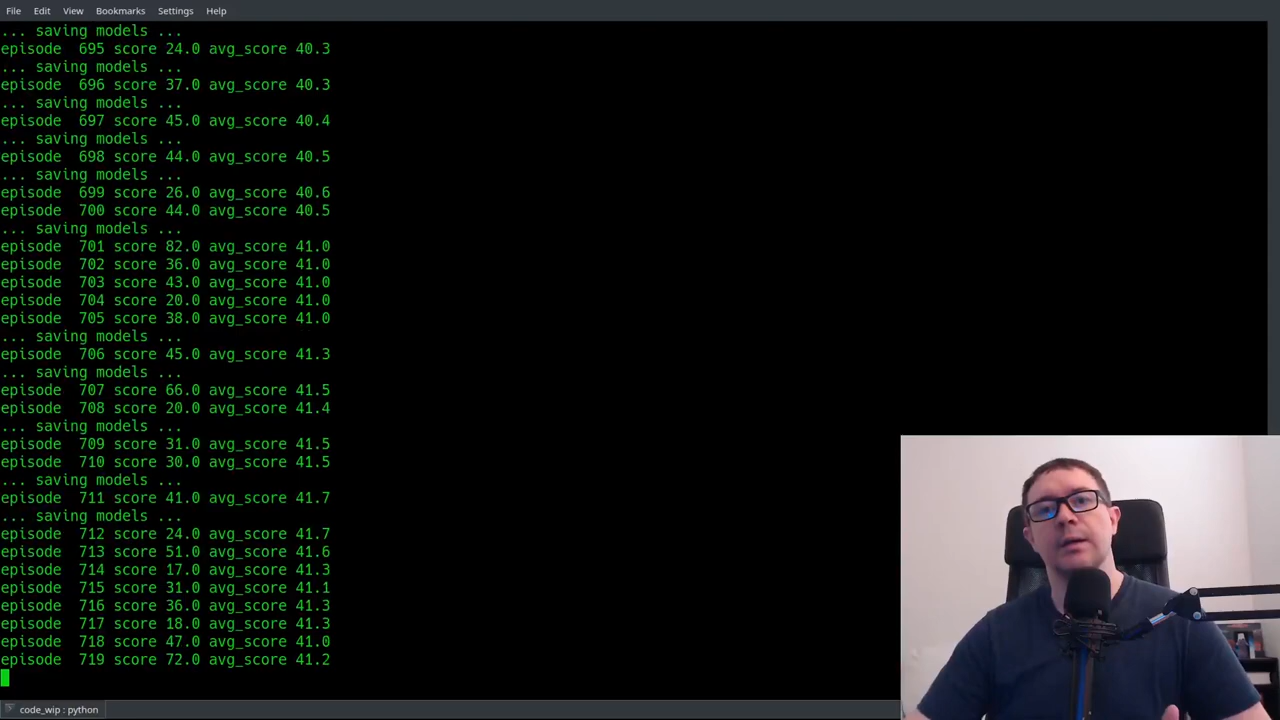 File Edit View Bookmarks Settings Help
... saving models ...
episode  695 score 24.0 avg_score 40.3
... saving models ...
episode  696 score 37.0 avg_score 40.3
... saving models ...
episode  697 score 45.0 avg_score 40.4
... saving models ...
episode  698 score 44.0 avg_score 40.5
... saving models ...
episode  699 score 26.0 avg_score 40.6
episode  700 score 44.0 avg_score 40.5
... saving models ...
episode  701 score 82.0 avg_score 41.0
episode  702 score 36.0 avg_score 41.0
episode  703 score 43.0 avg_score 41.0
episode  704 score 20.0 avg_score 41.0
episode  705 score 38.0 avg_score 41.0
... saving models ...
episode  706 score 45.0 avg_score 41.3
... saving models ...
episode  707 score 66.0 avg_score 41.5
episode  708 score 20.0 avg_score 41.4
... saving models ...
episode  709 score 31.0 avg_score 41.5
episode  710 score 30.0 avg_score 41.5
... saving models ...
episode  711 score 41.0 avg_score 41.7
... saving models ...
episode  712 score 24.0 avg_score 41.7
episode  713 score 51.0 avg_score 41.6
episode  714 score 17.0 avg_score 41.3
episode  715 score 31.0 avg_score 41.1
episode  716 score 36.0 avg_score 41.3
episode  717 score 18.0 avg_score 41.3
episode  718 score 47.0 avg_score 41.0
episode  719 score 72.0 avg_score 41.2
code_wip : python